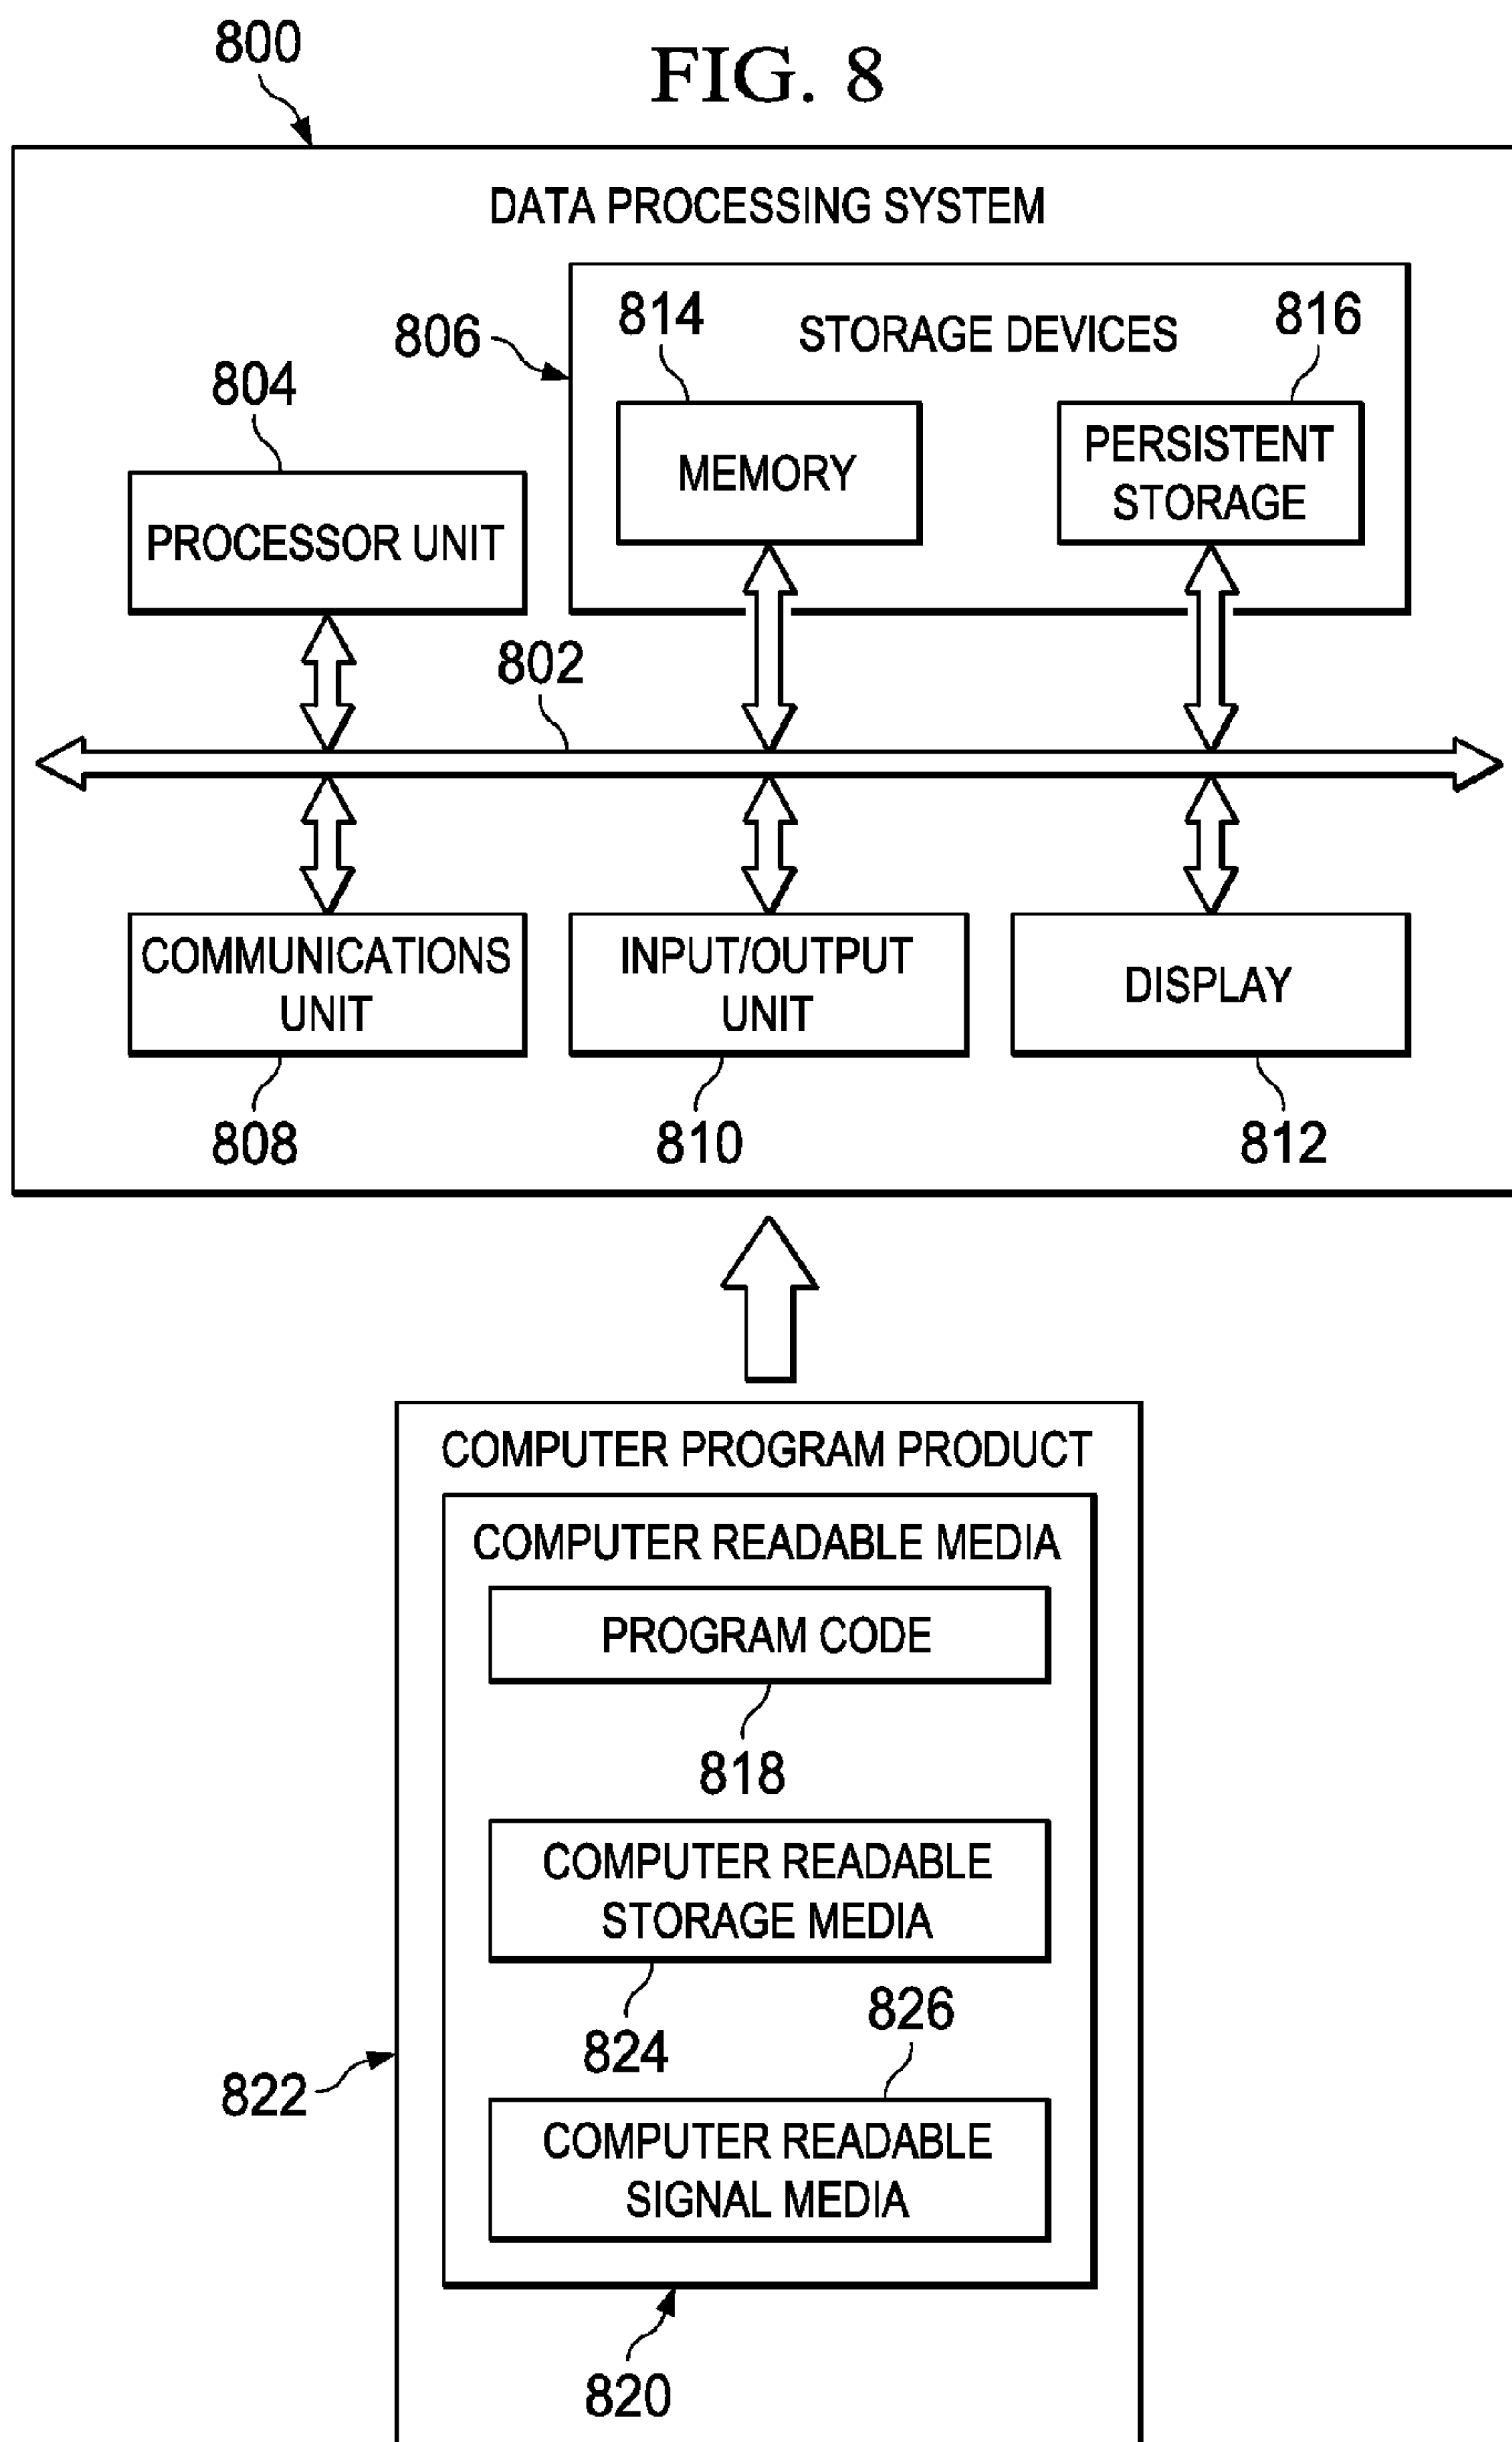 800
FIG. 8
DATA PROCESSING SYSTEM
806
814
STORAGE DEVICES
816
804
MEMORY
PERSISTENT
STORAGE
PROCESSOR UNIT
802
COMMUNICATIONS
UNIT
INPUT/OUTPUT
UNIT
DISPLAY
808
810
812
COMPUTER PROGRAM PRODUCT
COMPUTER READABLE MEDIA
PROGRAM CODE
818
COMPUTER READABLE
STORAGE MEDIA
824
826
822
COMPUTER READABLE
SIGNAL MEDIA
820